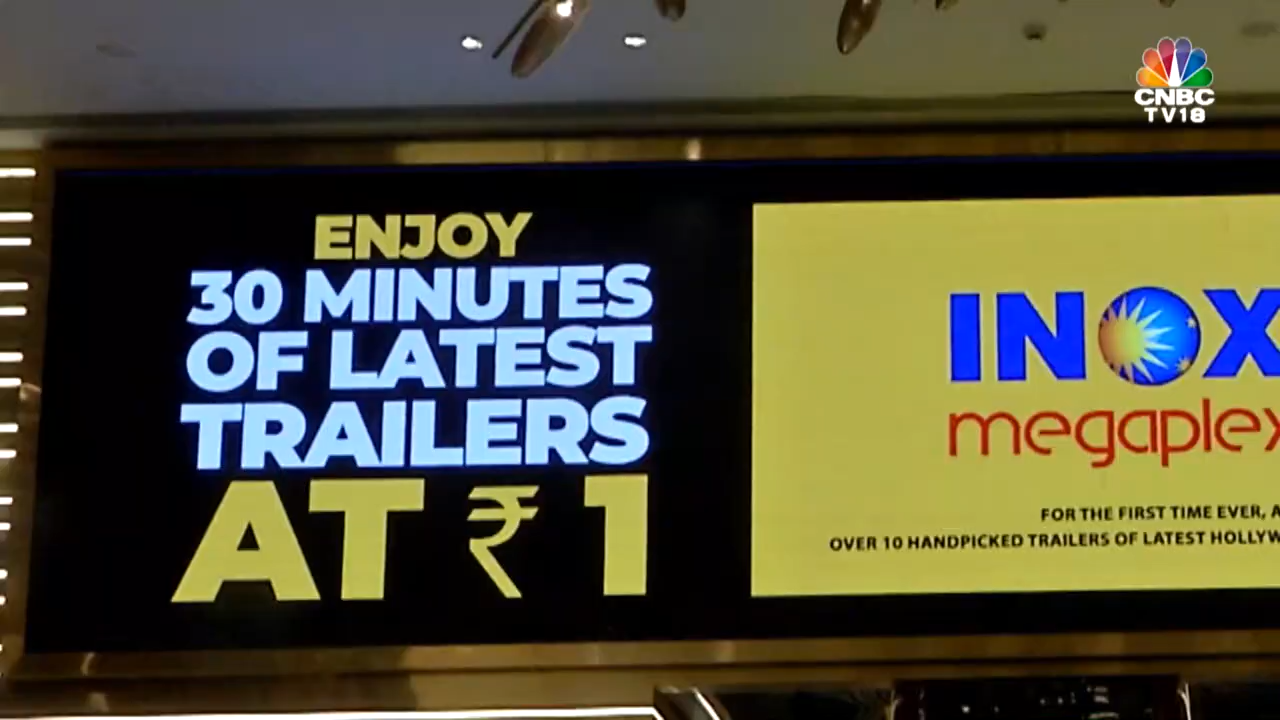 CNBC
TV18
ENJOY
30 MINUTES
OF LATEST
TRAILERS
AT ₹ 1
INOX
megaplex
FOR THE FIRST TIME EVER,
OVER 10 HANDPICKED TRAILERS OF LATEST